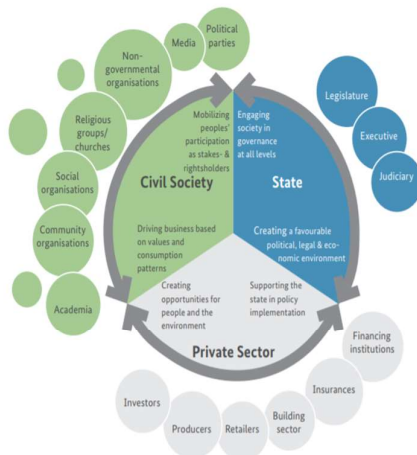 Political
parties
Media
Non-
governmental
organisations
Religious
groups/
churches
Social
organisations
Community
organisations
Academia
Legislature
Executive
Judiciary
Mobilizing
peoples'
participation
as stakes- &
rightsholders
Engaging
society in
governance
at all levels
Civil Society
State
Driving business based
on values and
consumption
patterns
Creating a favourable
political, legal & eco-
nomic environment
Creating
opportunities for
people and the
environment
Supporting the
state in policy
implementation
Private Sector
Financing
institutions
Insurances
Building
sector
Retailers
Producers
Investors